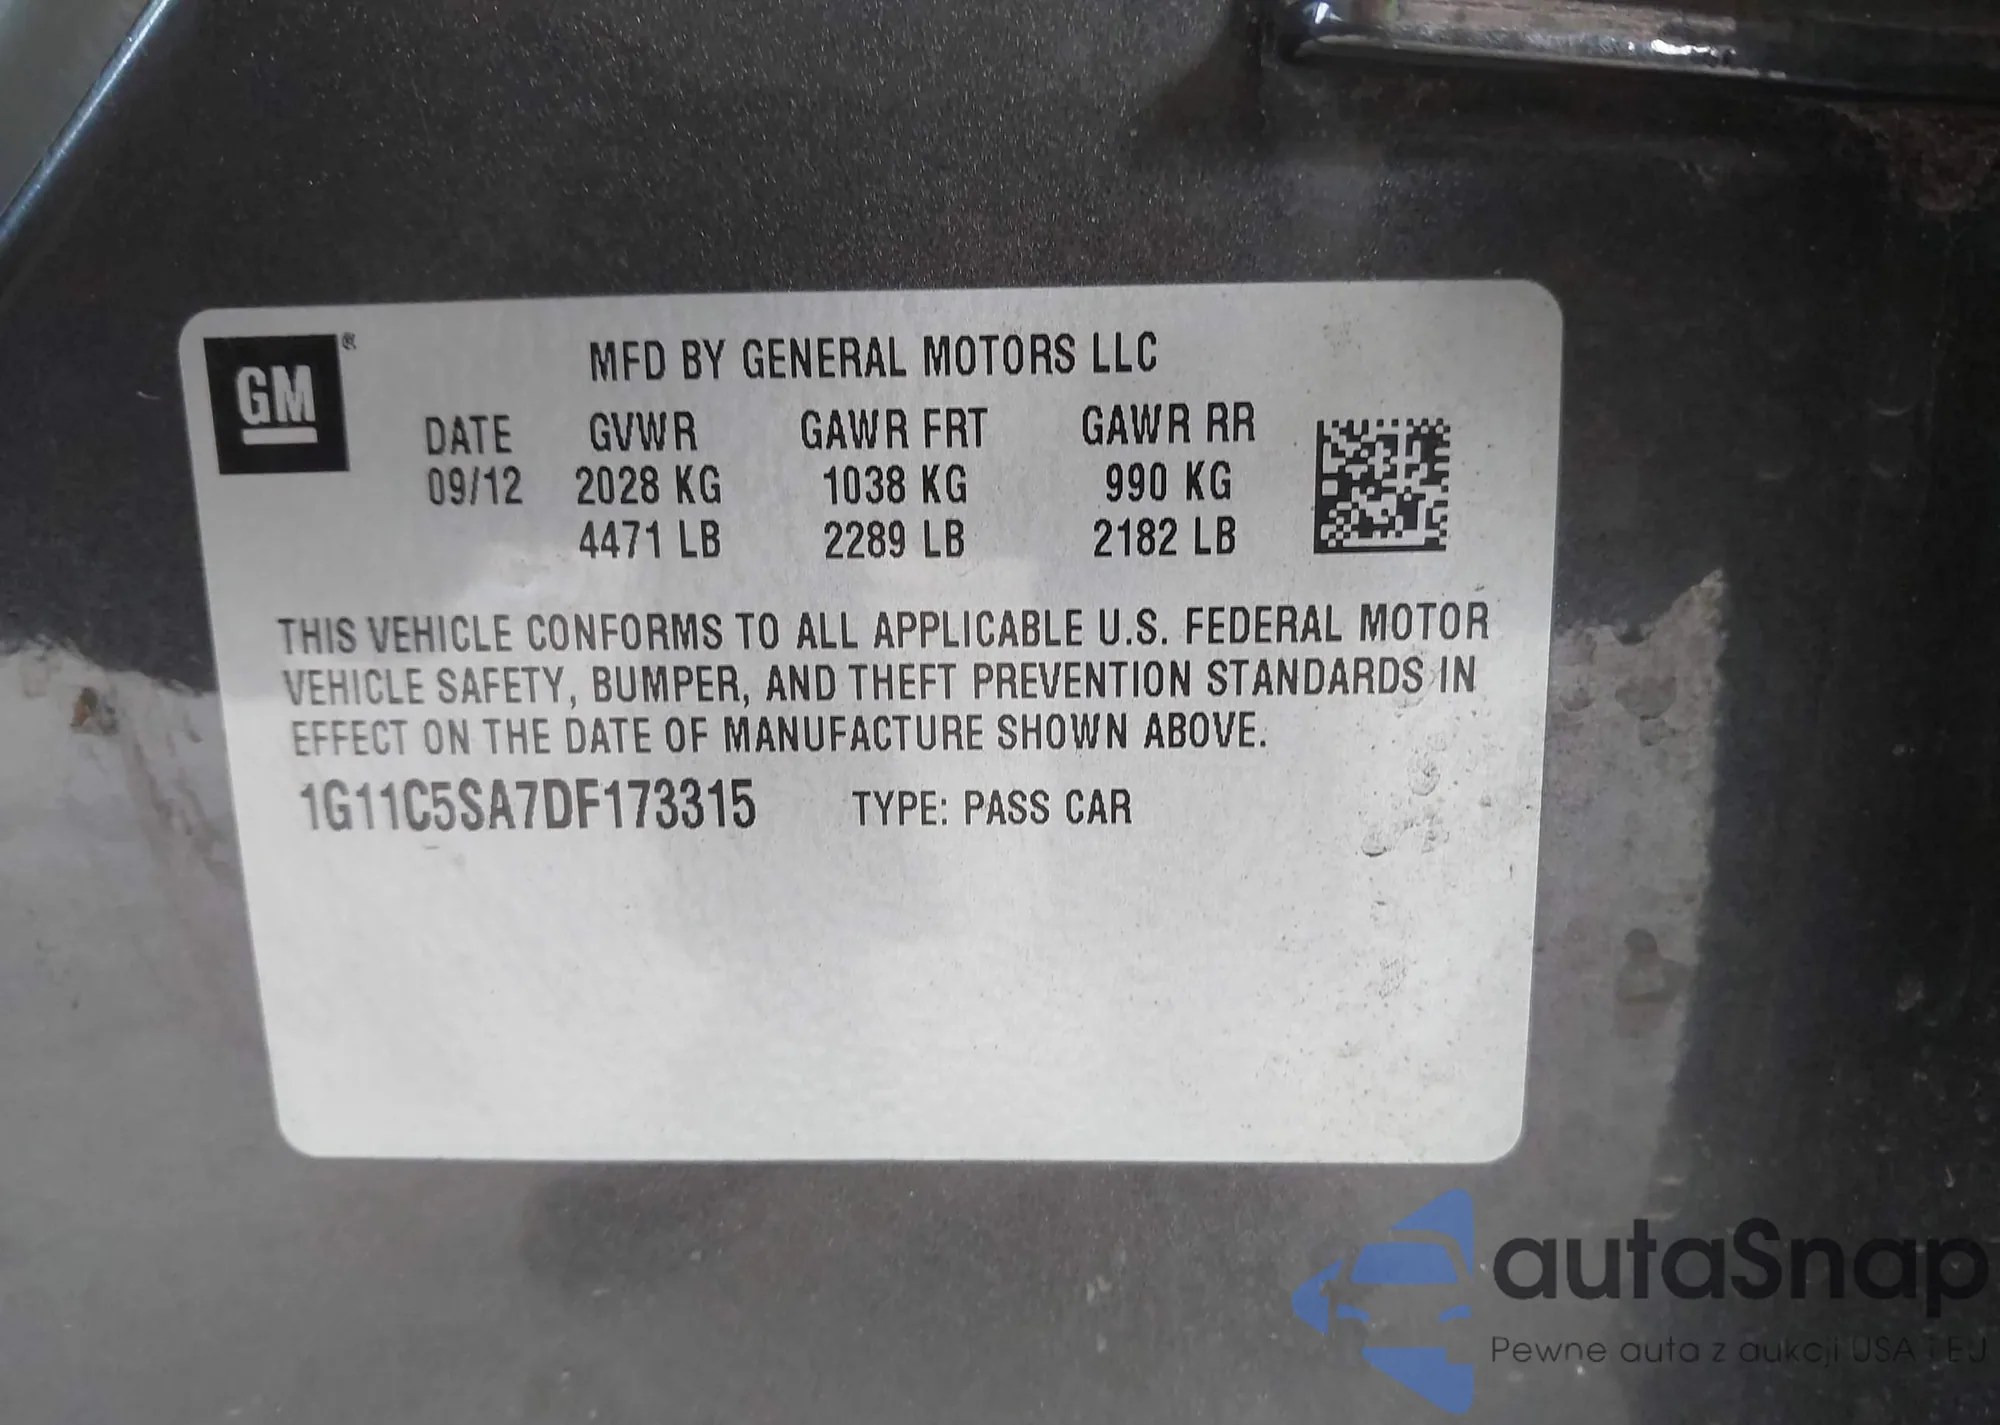 GM®
MFD BY GENERAL MOTORS LLC
DATE GVWR GAWR FRT GAWR RR
09/12 2028 KG 1038 KG 990 KG
4471 LB 2289 LB 2182 LB
THIS VEHICLE CONFORMS TO ALL APPLICABLE U.S. FEDERAL MOTOR
VEHICLE SAFETY, BUMPER, AND THEFT PREVENTION STANDARDS IN
EFFECT ON THE DATE OF MANUFACTURE SHOWN ABOVE.
1G11C5SA7DF173315 TYPE: PASS CAR
autaSnap
Pewne auta z aukcji USA i EU